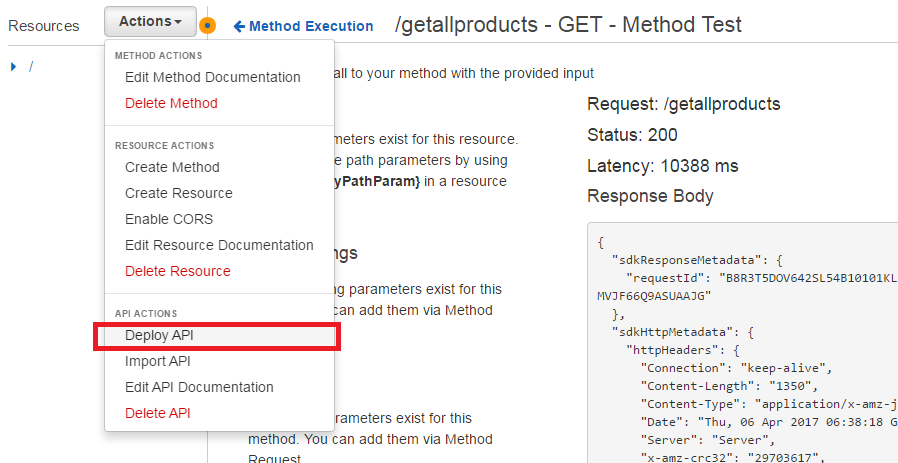 Resources
Actions
Method Execution
/getallproducts - GET - Method Test
/
METHOD ACTIONS
Edit Method Documentation
Delete Method
RESOURCE ACTIONS
Create Method
Create Resource
Enable CORS
Edit Resource Documentation
Delete Resource
API ACTIONS
Deploy API
Import API
Edit API Documentation
Delete API
all to your method with the provided input
meters exist for this resource.
e path parameters by using
yPathParam} in a resource
ngs
ng parameters exist for this
can add them via Method
arameters exist for this
method. You can add them via Method
Request
Request: /getallproducts
Status: 200
Latency: 10388 ms
Response Body
{
"sdkResponseMetadata": {
"requestId": "B8R3T5DOV642SL54B10101KL
MVJF66Q9ASUAAJG"
},
"sdkHttpMetadata": {
"httpHeaders": {
"Connection": "keep-alive",
"Content-Length": "1350",
"Content-Type": "application/x-amz-j
"Date": "Thu, 06 Apr 2017 06:38:18 G
"Server": "Server",
"x-amz-crc32": "29703617",